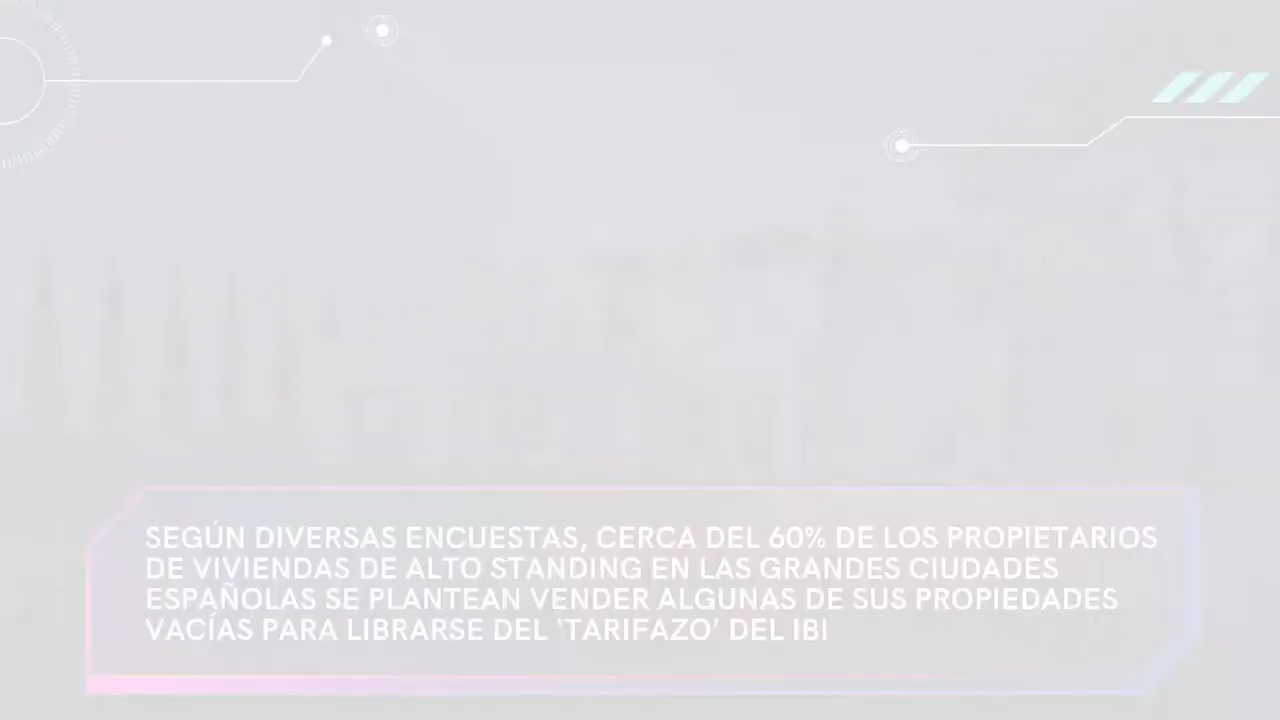 SEGÚN DIVERSAS ENCUESTAS, CERCA DEL 60% DE LOS PROPIETARIOS
DE VIVIENDAS DE ALTO STANDING EN LAS GRANDES CIUDADES
ESPAÑOLAS SE PLANTEAN VENDER ALGUNAS DE SUS PROPIEDADES
VACÍAS PARA LIBRARSE DEL 'TARIFAZO' DEL IBI